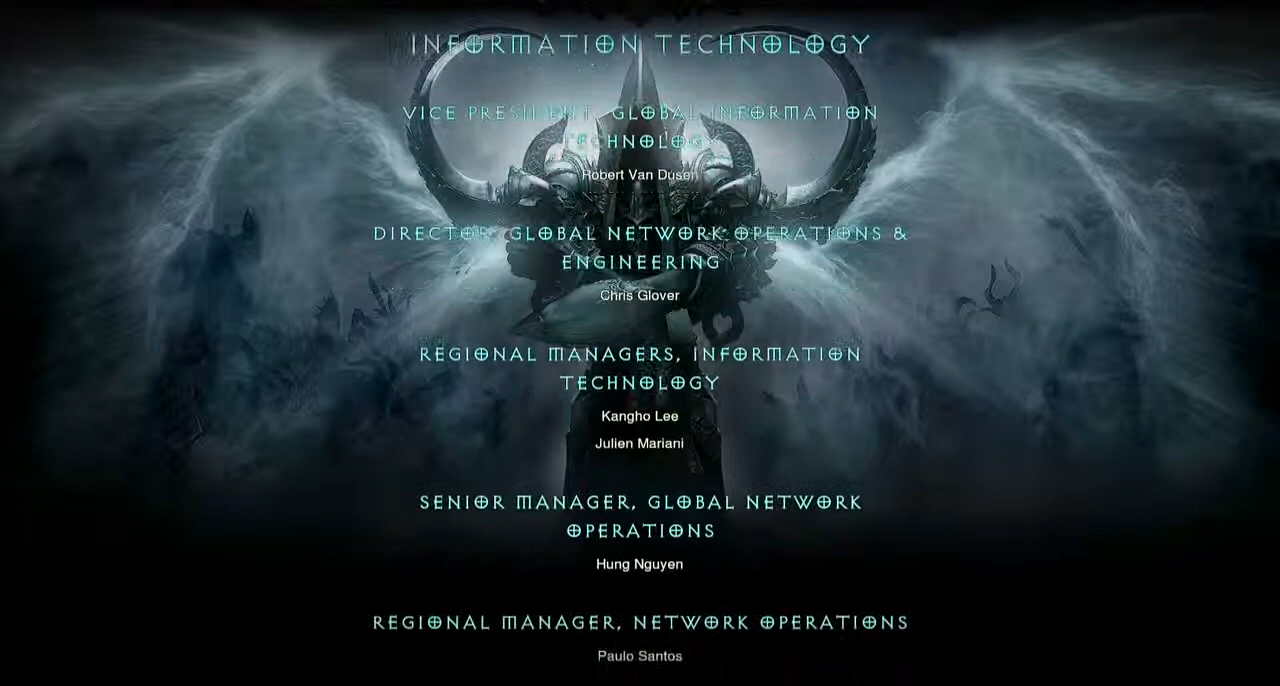 INFORMATION TECHNOLOGY
VICE PRESIDENT, GLOBAL INFORMATION
TECHNOLOGY
Robert Van Dusen
DIRECTOR, GLOBAL NETWORK OPERATIONS &
ENGINEERING
Chris Glover
REGIONAL MANAGERS, INFORMATION
TECHNOLOGY
Kangho Lee
Julien Mariani
SENIOR MANAGER, GLOBAL NETWORK
OPERATIONS
Hung Nguyen
REGIONAL MANAGER, NETWORK OPERATIONS
Paulo Santos